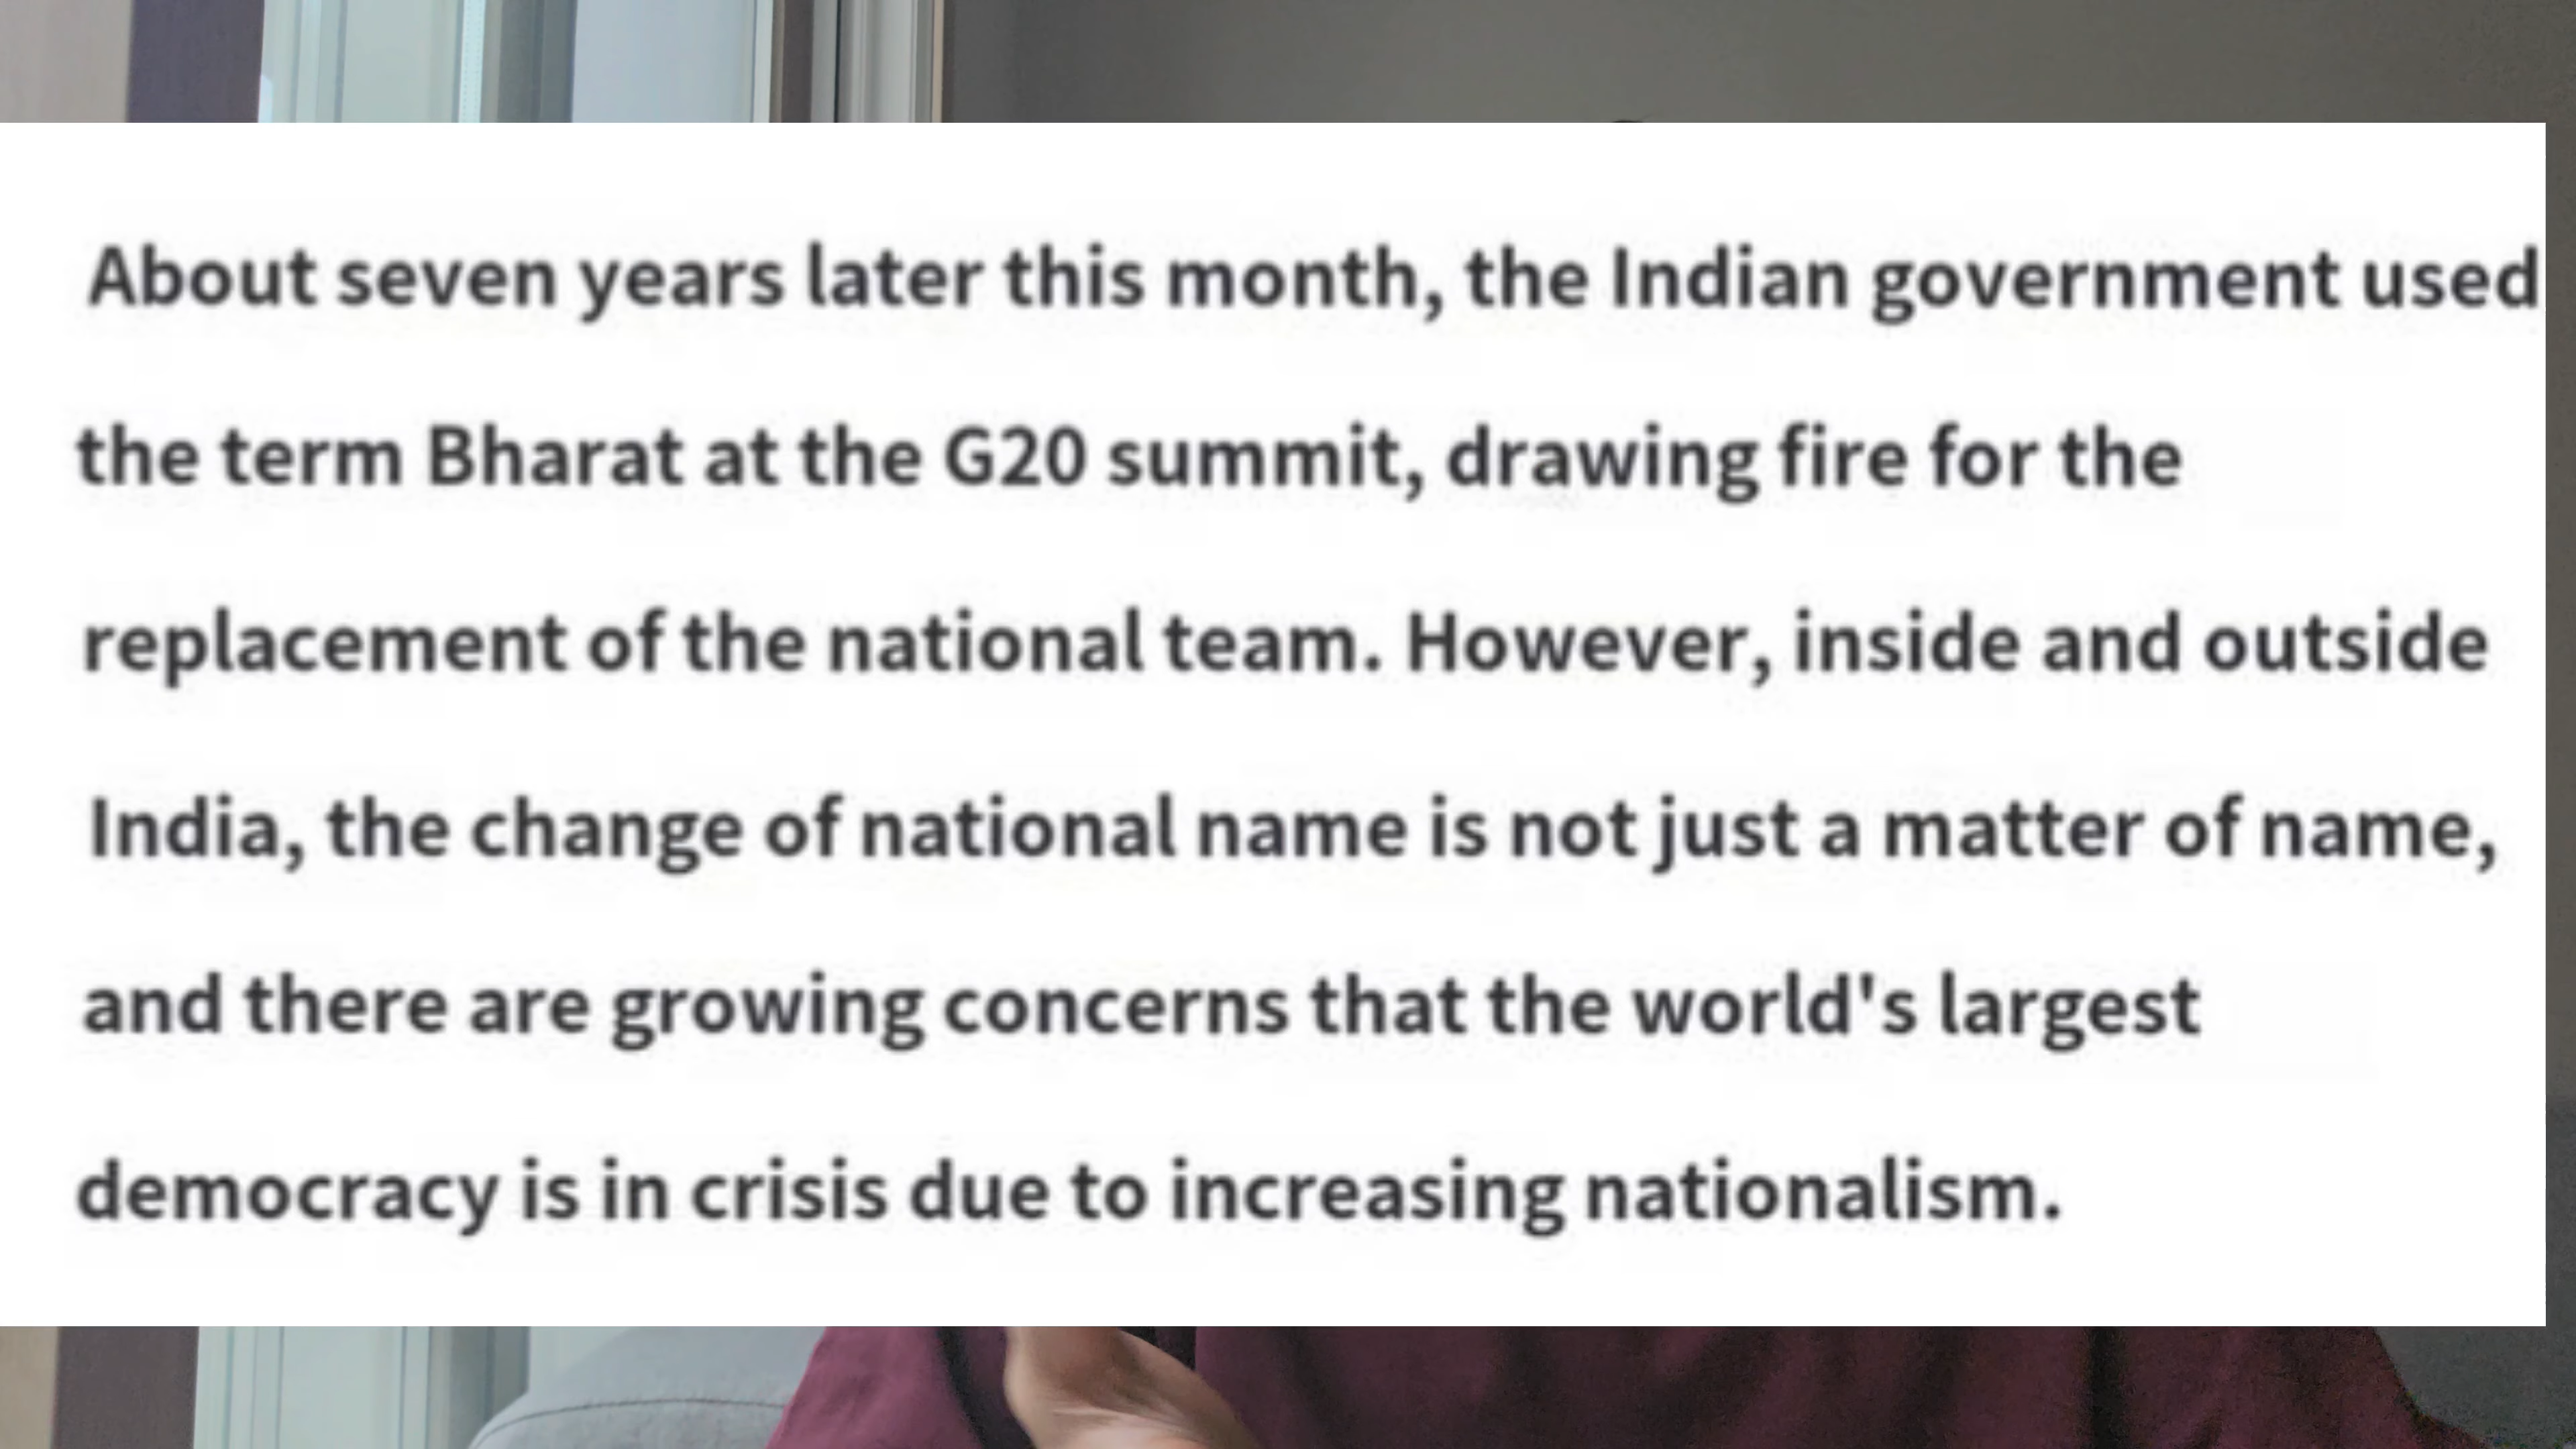 About seven years later this month, the Indian government used
the term Bharat at the G20 summit, drawing fire for the
replacement of the national team. However, inside and outside
India, the change of national name is not just a matter of name,
and there are growing concerns that the world's largest
democracy is in crisis due to increasing nationalism.